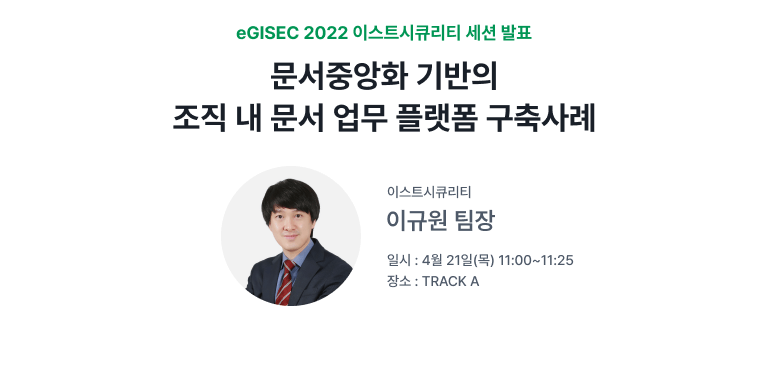 eGISEC 2022 이스트시큐리티 세션 발표
문서중앙화 기반의
조직 내 문서 업무 플랫폼 구축사례
이스트시큐리티
이규원 팀장
일시 : 4월 21일(목) 11:00~11:25
장소 : TRACK A